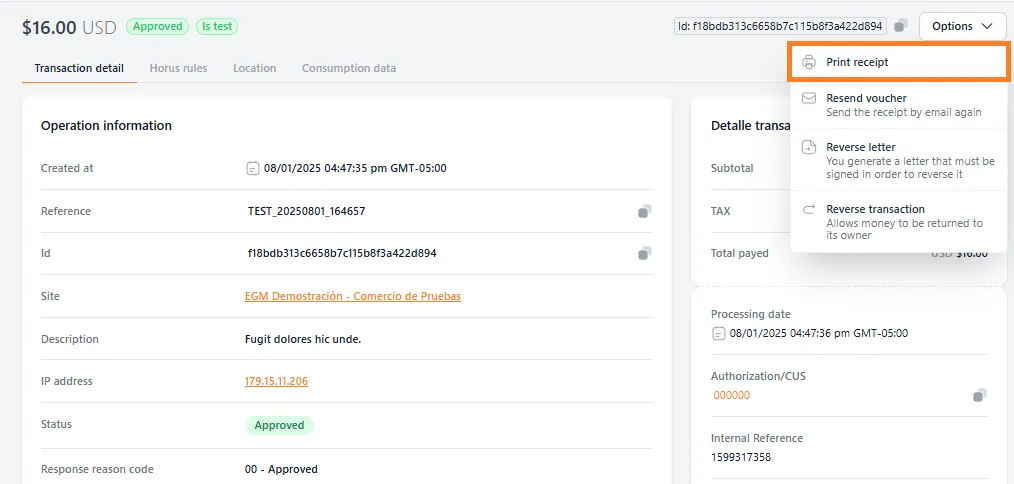 $16.00 USD Approved Is test Id: f18bdb313c6658b7c115b8f3a422d894 Options
Transaction detail Horus rules Location Consumption data
Print receipt
Resend voucher
Send the receipt by email again
Reverse letter
You generate a letter that must be
signed in order to reverse it
Reverse transaction
Allows money to be returned to
its owner
Operation information
Created at 08/01/2025 04:47:35 pm GMT-05:00
Reference TEST_20250801_164657
Id f18bdb313c6658b7c115b8f3a422d894
Site EGM Demostración - Comercio de Pruebas
Description Fugit dolores hic unde.
IP address 179.15.11.206
Status Approved
Response reason code 00 - Approved
Detalle transa
Subtotal
TAX
Total payed USD $16.00
Processing date
08/01/2025 04:47:36 pm GMT-05:00
Authorization/CUS
000000
Internal Reference
1599317358